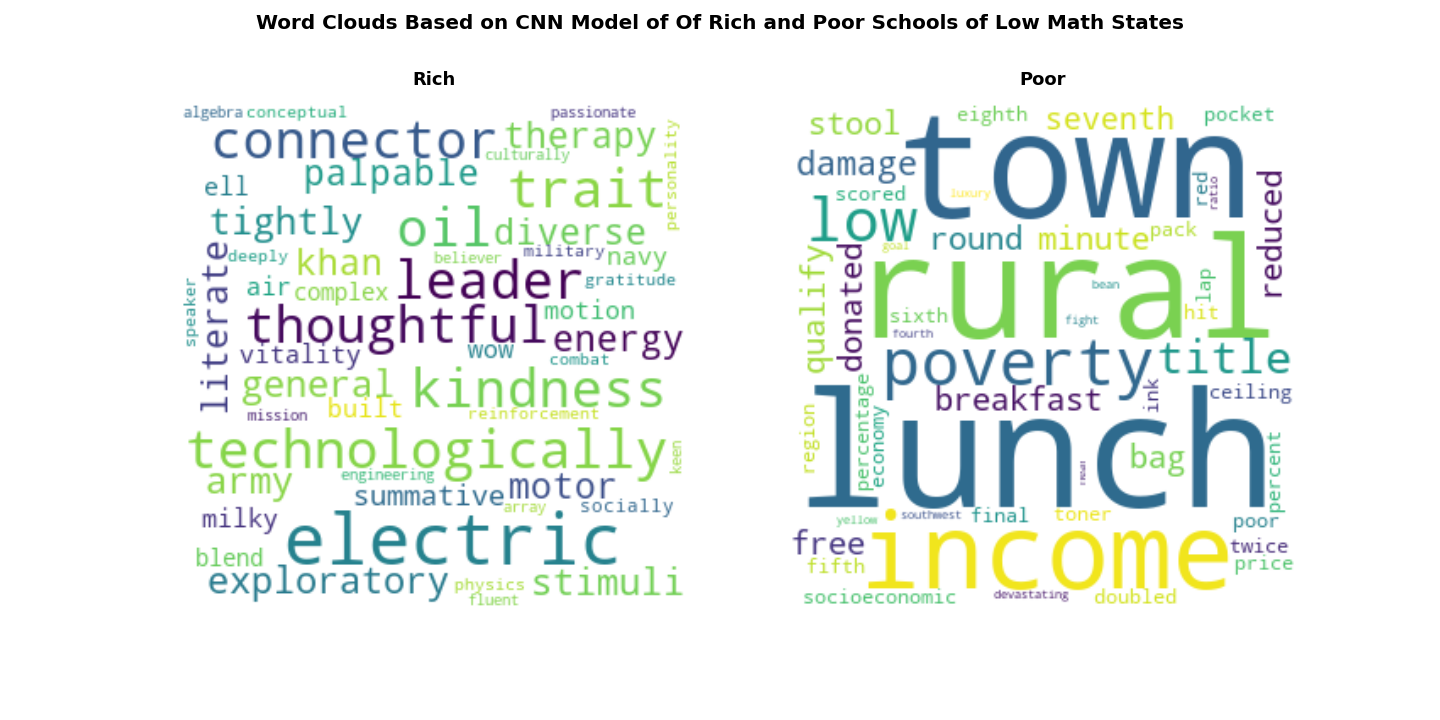 Word Clouds Based on CNN Model of Of Rich and Poor Schools of Low Math States
Rich
algebra conceptual passionate
connector therapy
culturally
palpable
personality
ell
trait
tightly
oil diverse
literate
deeply khan believer military navy
leader gratitude
air complex
speaker
thoughtful motion
energy
vitality wow combat
general kindness
built
mission reinforcement
technologically keen
army engineering
summative motor
array socially
milky
electric
blend
exploratory physics stimuli
fluent
Poor
stool eighth seventh pocket
damage town
scored luxury red ratio
low reduced
round minute pack
goal
qualify donated rural
bean lap
sixth fight hit
fourth
poverty title
breakfast ink ceiling
region percentage economy
lunch
bag percent
yellow southwest final toner poor
free income twice
fifth price
socioeconomic devastating doubled